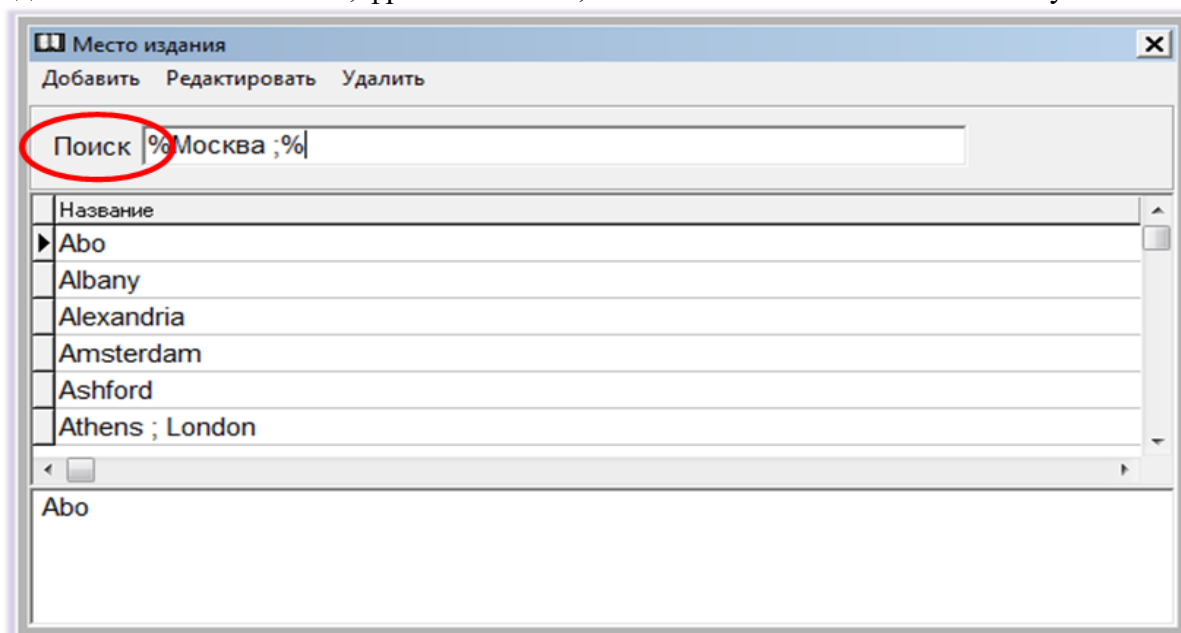 Место издания
Добавить Редактировать Удалить
Поиск %Москва ;%
Название
Abo
Albany
Alexandria
Amsterdam
Ashford
Athens ; London
Abo